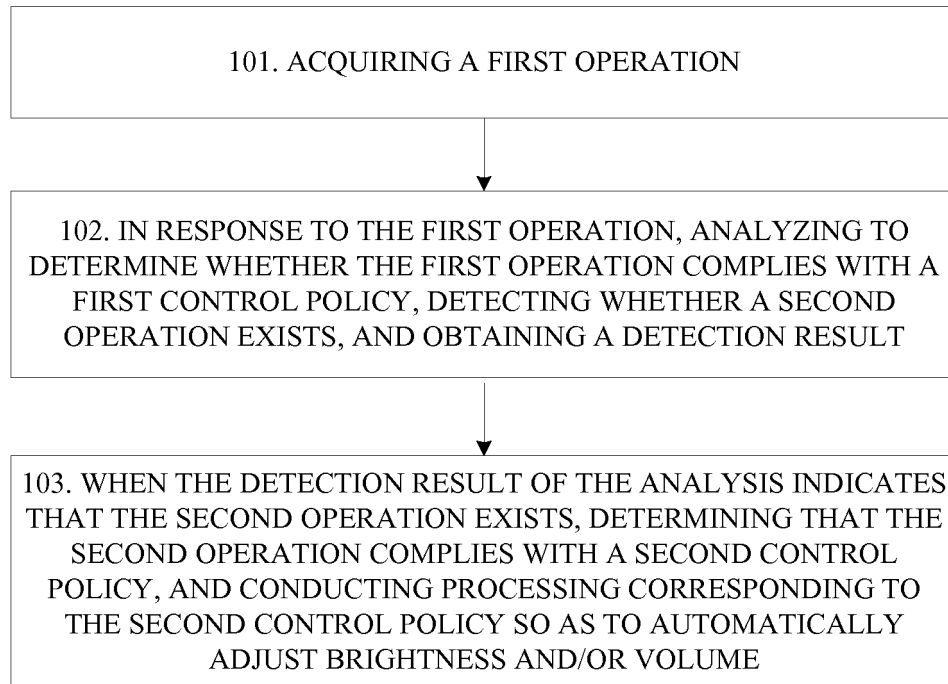 101. ACQUIRING A FIRST OPERATION
102. IN RESPONSE TO THE FIRST OPERATION, ANALYZING TO
DETERMINE WHETHER THE FIRST OPERATION COMPLIES WITH A
FIRST CONTROL POLICY, DETECTING WHETHER A SECOND
OPERATION EXISTS, AND OBTAINING A DETECTION RESULT
103. WHEN THE DETECTION RESULT OF THE ANALYSIS INDICATES
THAT THE SECOND OPERATION EXISTS, DETERMINING THAT THE
SECOND OPERATION COMPLIES WITH A SECOND CONTROL
POLICY, AND CONDUCTING PROCESSING CORRESPONDING TO
THE SECOND CONTROL POLICY SO AS TO AUTOMATICALLY
ADJUST BRIGHTNESS AND/OR VOLUME